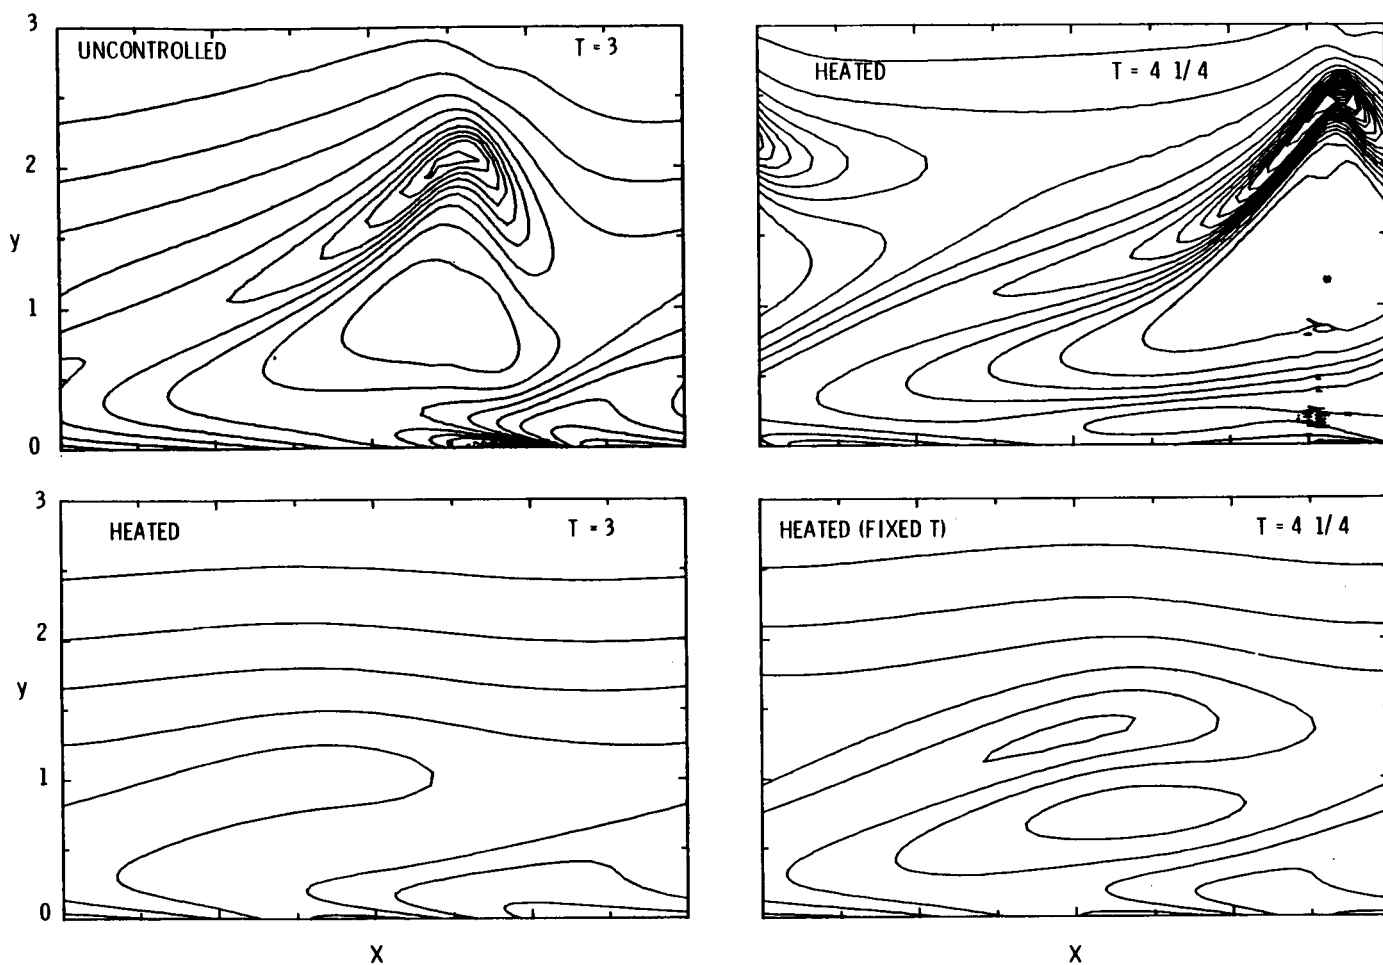 3
UNCONTROLLED
T = 3
HEATED
T = 4 1/4
2
y
1
0
3
HEATED
T = 3
HEATED (FIXED T)
T = 4 1/4
2
y
1
0
X
X